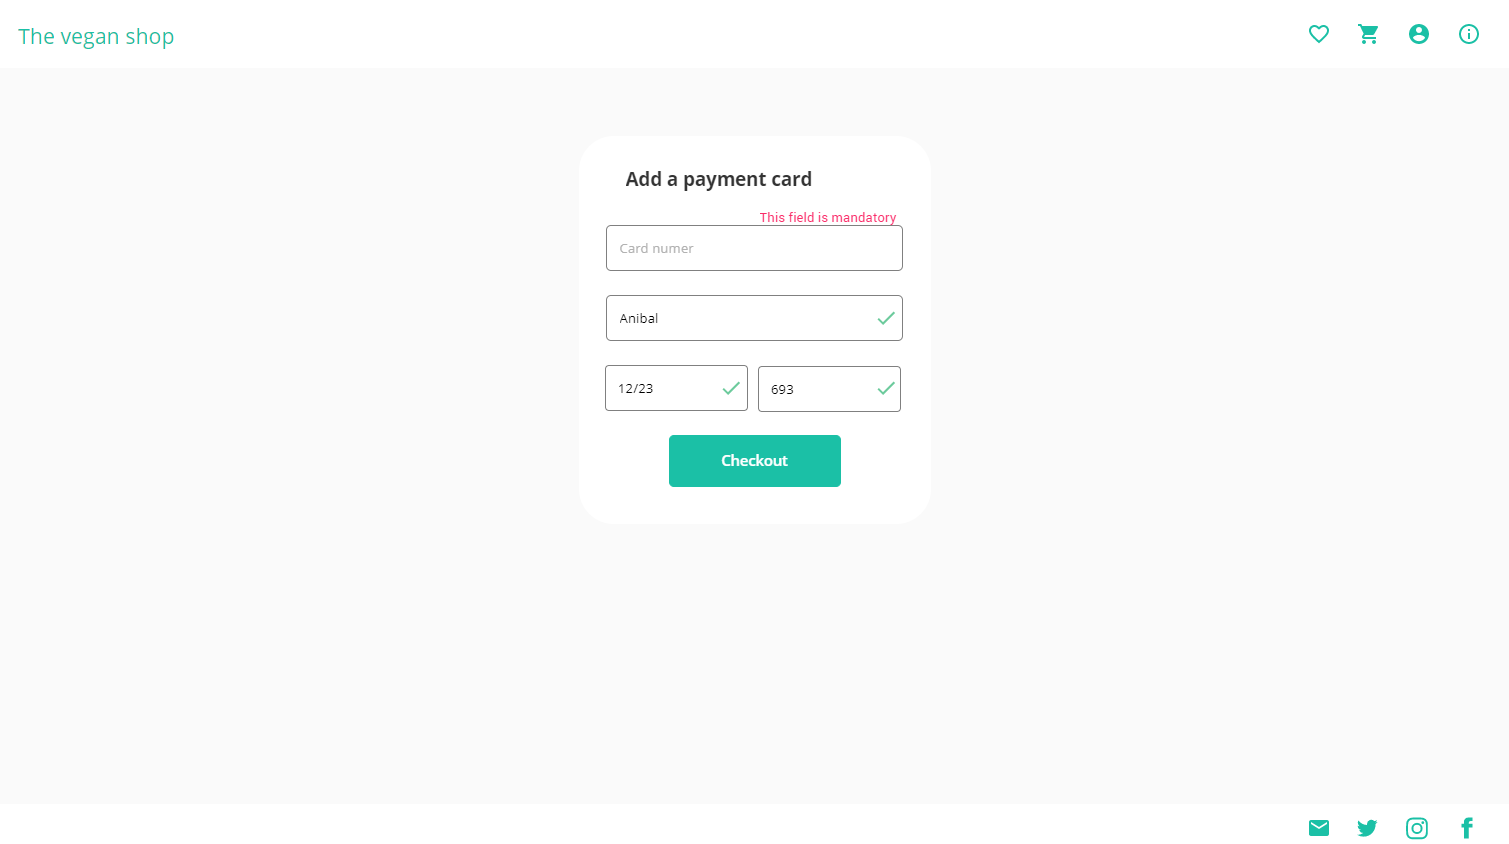 The vegan shop
Add a payment card
This field is mandatory
Card numer
Anibal
12/23 693
Checkout